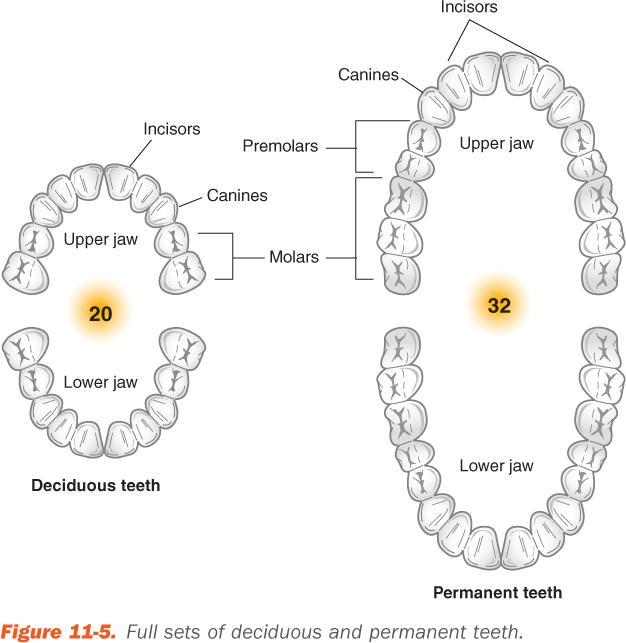 Incisors
Canines
Premolars
Upper jaw
Incisors
Canines
Upper jaw
Molars
20
32
Lower jaw
Lower jaw
Deciduous teeth
Permanent teeth
Figure 11-5. Full sets of deciduous and permanent teeth.